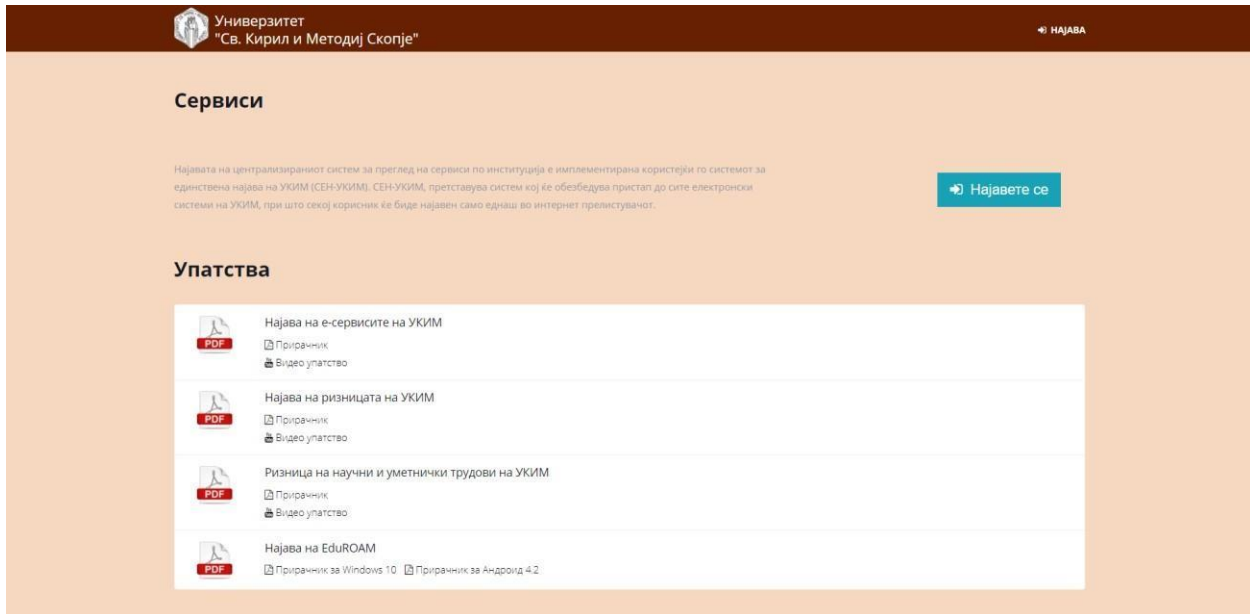 Универзитет
"Св. Кирил и Методиј Скопје"
НАЈАВА
Сервиси
Најавата на централизираниот систем за преглед на сервиси по институција е имплементирана користејќи го системот за
единствена најава на УКИМ (СЕН-УКИМ). СЕН-УКИМ, претставува систем кој ќе обезбедува пристап до сите електронски
системи на УКИМ, при што секој корисник ќе биде најавен само еднаш во интернет прелистувачот.
Најавете се
Упатства
PDF
Најава на е-сервисите на УКИМ
Прирачник
Видео упатство
PDF
Најава на ризницата на УКИМ
Прирачник
Видео упатство
PDF
Ризница на научни и уметнички трудови на УКИМ
Прирачник
Видео упатство
PDF
Најава на EduROAM
Прирачник за Windows 10 Прирачник за Андроид 4.2